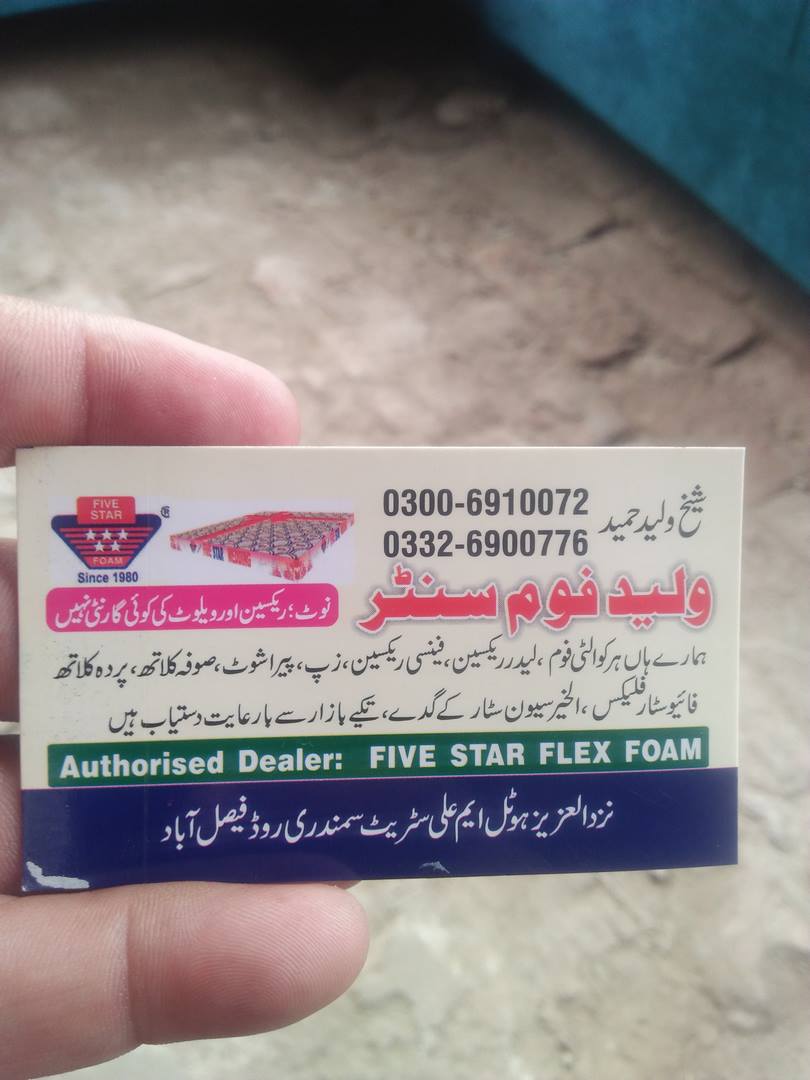 FIVE
STAR
FOAM
Since 1980
0300-6910072
0332-6900776
شیخ ولید حمید
ولید فوم سنٹر
نوٹ؛ ریکسین اور ویلوٹ کی کوئی گارنٹی نہیں
ہمارے ہاں ہر کوالٹی فوم ، لیدر ریکسین، فینسی ریکسین، زپ، پیراشوٹ، صوفہ کلاتھ، پردہ کلاتھ
فائیو سٹار فلیکس ، الخیر سیون سٹار کے گدے، تکیے بازار سے بارعایت دستیاب ہیں
Authorised Dealer: FIVE STAR FLEX FOAM
نزد العزیز ہوٹل ایم علی سٹریٹ سمندری روڈ فیصل آباد